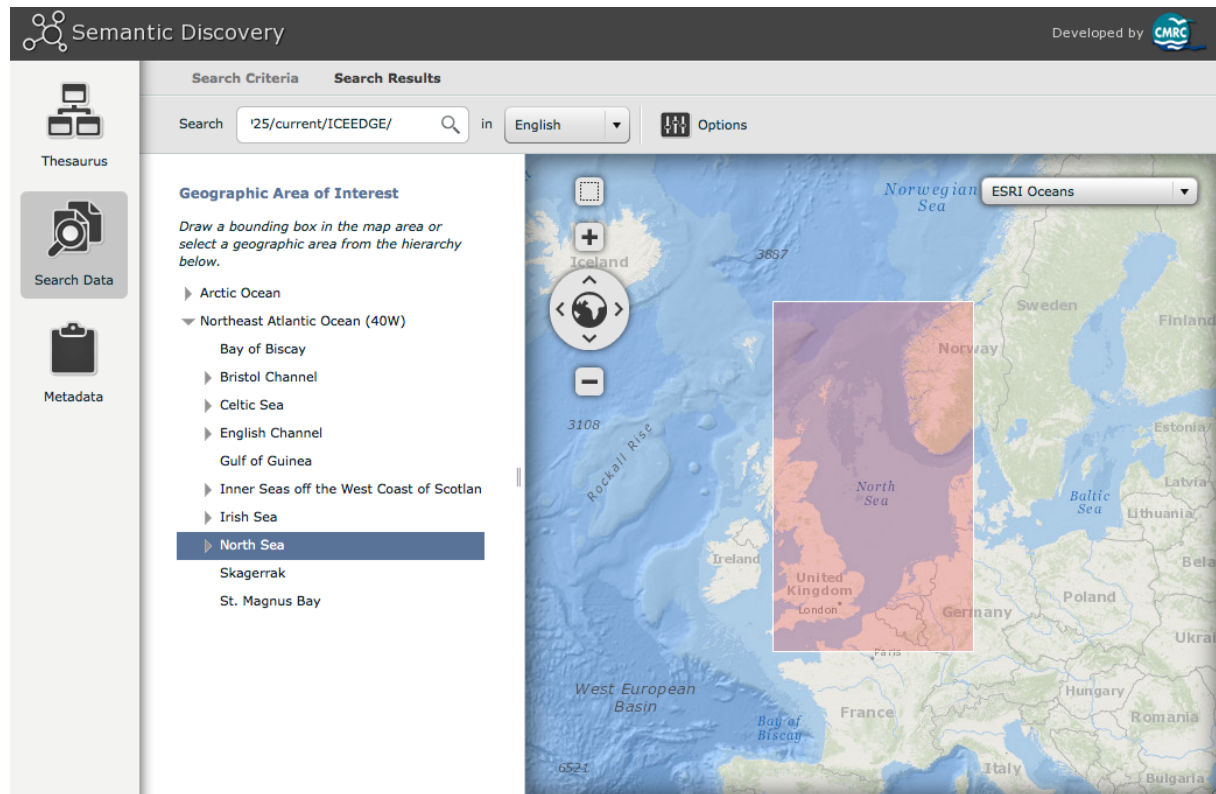 Semantic Discovery
Developed by CMRC
Thesaurus
Search Data
Metadata
Search Criteria Search Results
Search '25/current/ICEEDGE/ in English Options
Geographic Area of Interest
Draw a bounding box in the map area or
select a geographic area from the hierarchy
below.
Arctic Ocean
Northeast Atlantic Ocean (40W)
Bay of Biscay
Bristol Channel
Celtic Sea
English Channel
Gulf of Guinea
Inner Seas off the West Coast of Scotlan
Irish Sea
North Sea
Skagerrak
St. Magnus Bay
ESRI Oceans
Norwegian
Sea
3887
Iceland
Sweden
Finland
Norway
3108
Rockall Rise
Estonia
North
Sea
Baltic
Sea
Latvia
Lithuania
Ireland
United
Kingdom
London
Bela
Poland
Germany
Paris
Ukrai
West European
Basin
Hungary
France
Romania
Bay of
Biscay
6521
Italy
Bulgaria